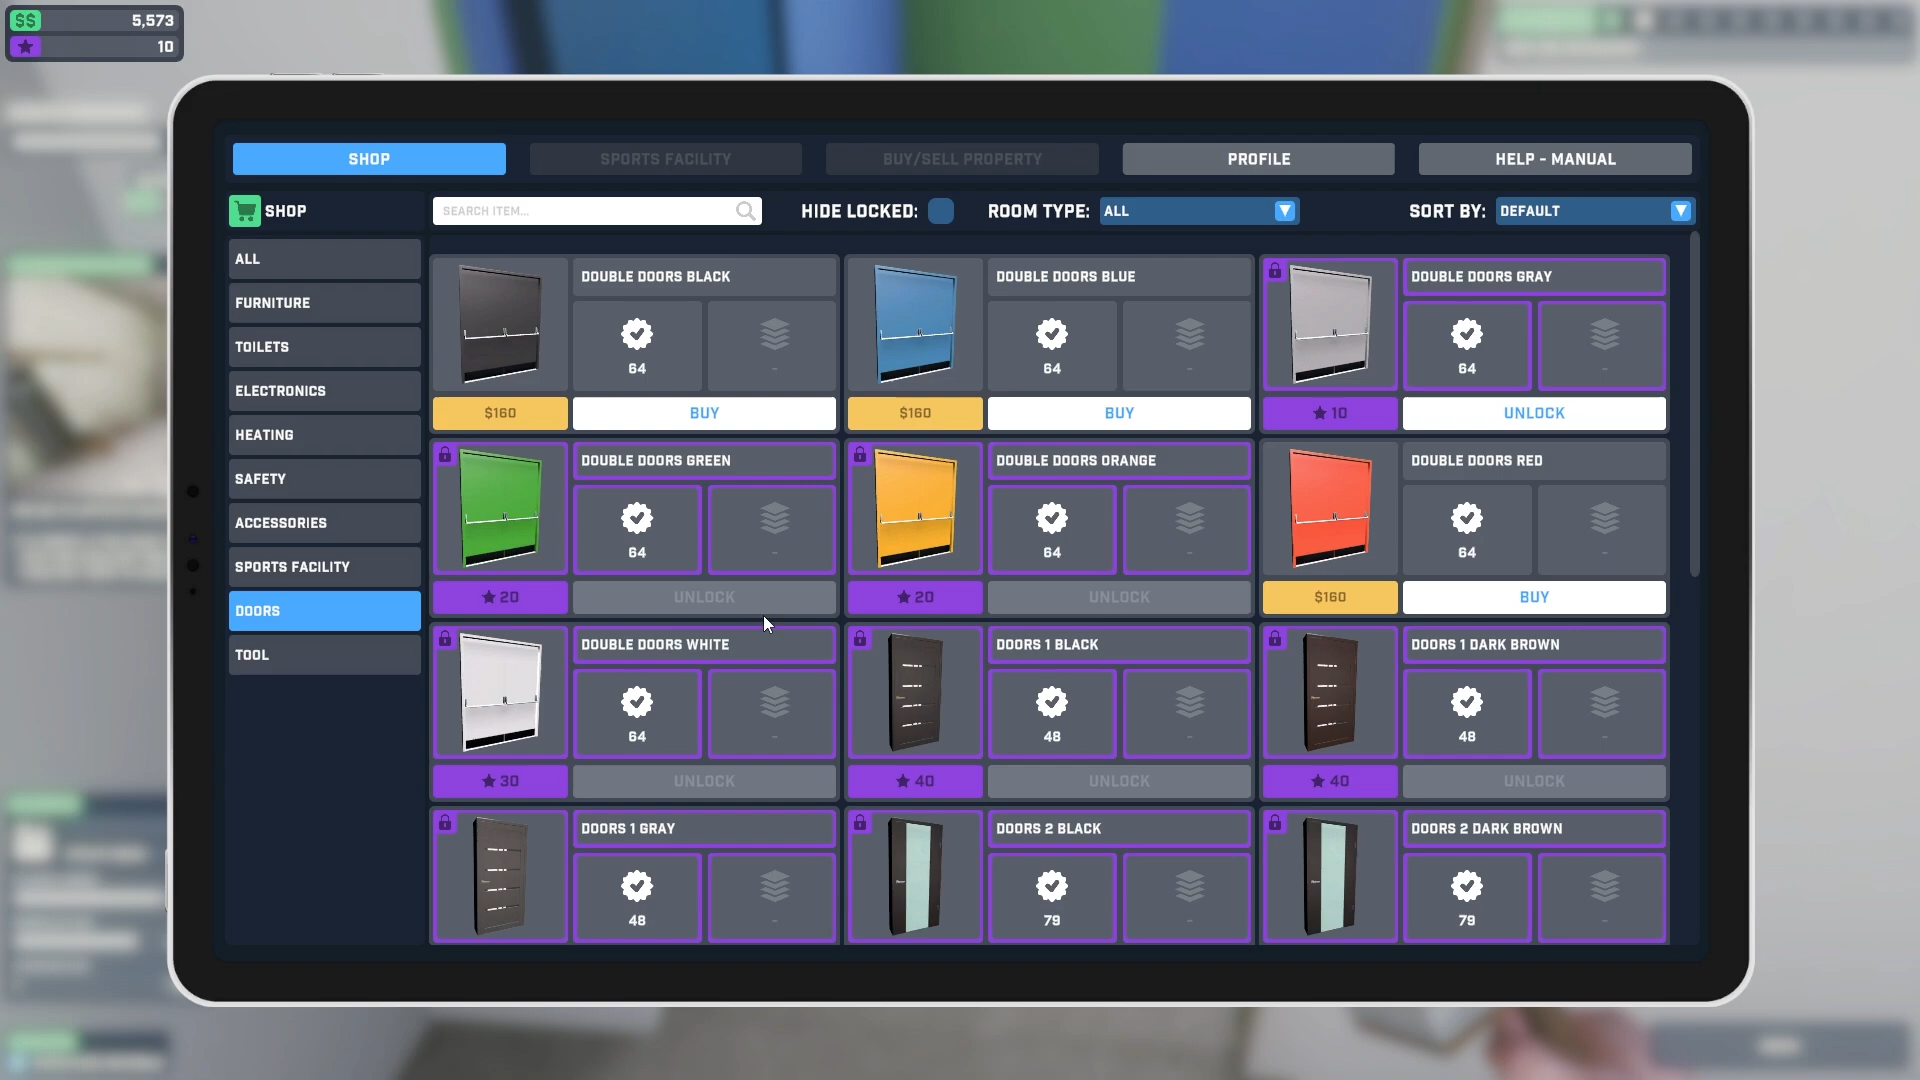 $$ 5,573
10
SHOP SPORTS FACILITY BUY/SELL PROPERTY PROFILE HELP - MANUAL
SHOP SEARCH ITEM... HIDE LOCKED: ROOM TYPE: ALL SORT BY: DEFAULT
ALL
FURNITURE
TOILETS
ELECTRONICS
HEATING
SAFETY
ACCESSORIES
SPORTS FACILITY
DOORS
TOOL
DOUBLE DOORS BLACK
64 -
$160 BUY
DOUBLE DOORS BLUE
64 -
$160 BUY
DOUBLE DOORS GRAY
64 -
10 UNLOCK
DOUBLE DOORS GREEN
64 -
20 UNLOCK
DOUBLE DOORS ORANGE
64 -
20 UNLOCK
DOUBLE DOORS RED
64 -
$160 BUY
DOUBLE DOORS WHITE
64 -
30 UNLOCK
DOORS 1 BLACK
48 -
40 UNLOCK
DOORS 1 DARK BROWN
48 -
40 UNLOCK
DOORS 1 GRAY
48 -
DOORS 2 BLACK
79 -
DOORS 2 DARK BROWN
79 -